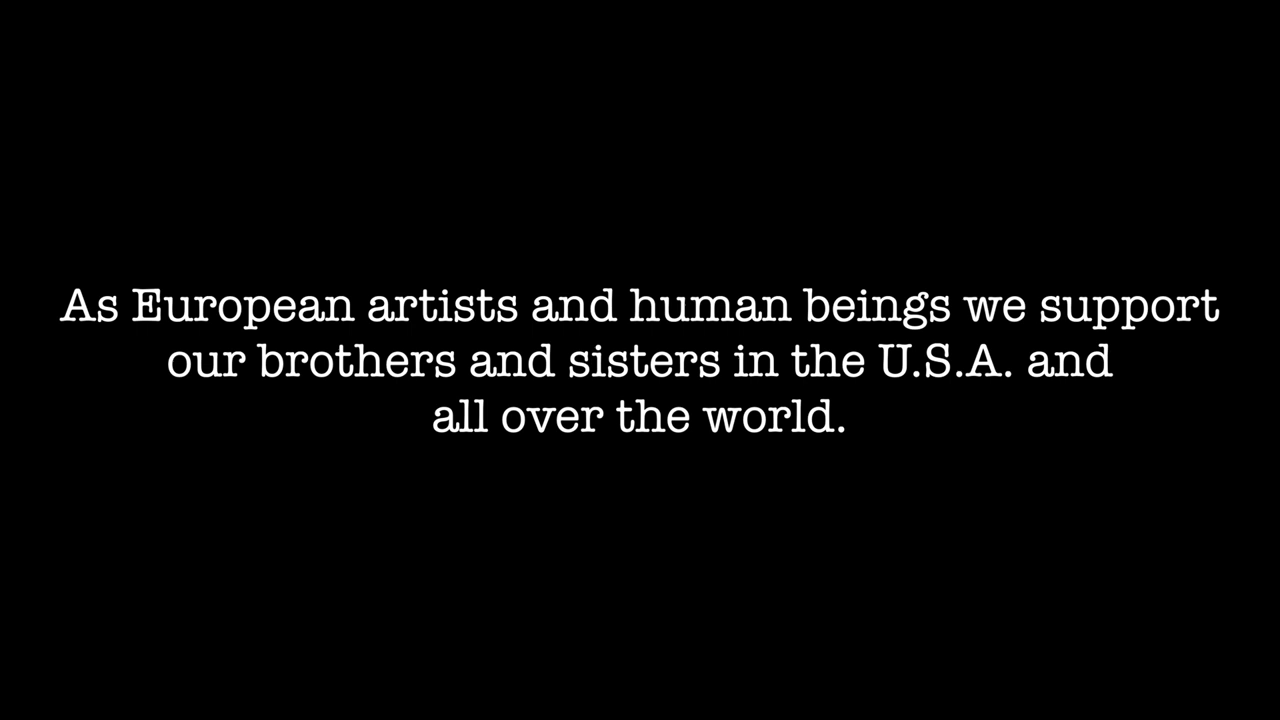 As European artists and human beings we support
our brothers and sisters in the U.S.A. and
all over the world.